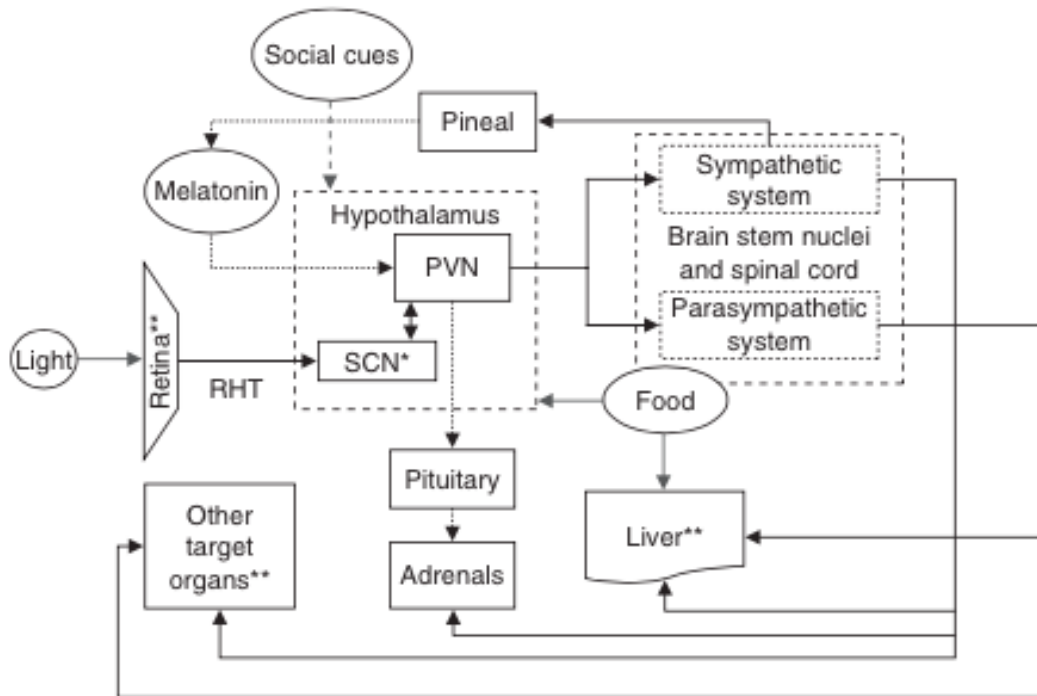 Social cues
Pineal
Melatonin
Sympathetic
system
Hypothalamus
Brain stem nuclei
and spinal cord
PVN
Parasympathetic
system
Light
Retina**
RHT
SCN*
Food
Pituitary
Other
target
organs**
Adrenals
Liver**